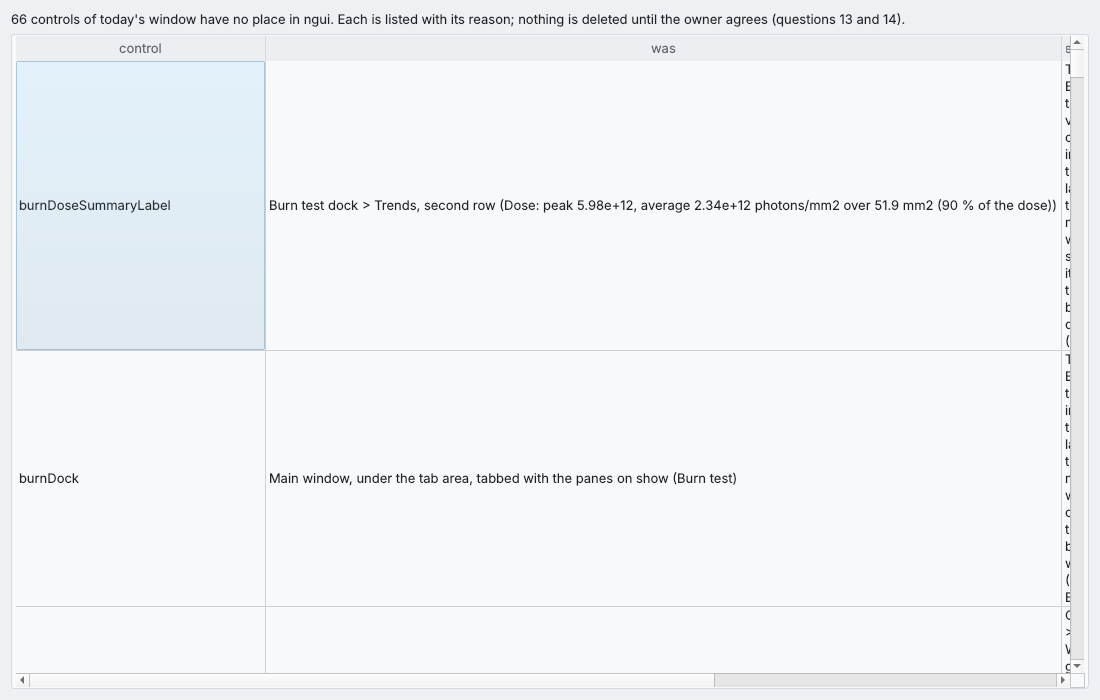 66 controls of today's window have no place in ngui. Each is listed with its reason; nothing is deleted until the owner agrees (questions 13 and 14).
control
was
burnDoseSummaryLabel
Burn test dock > Trends, second row (Dose: peak 5.98e+12, average 2.34e+12 photons/mm2 over 51.9 mm2 (90 % of the dose))
burnDock
Main window, under the tab area, tabbed with the panes on show (Burn test)